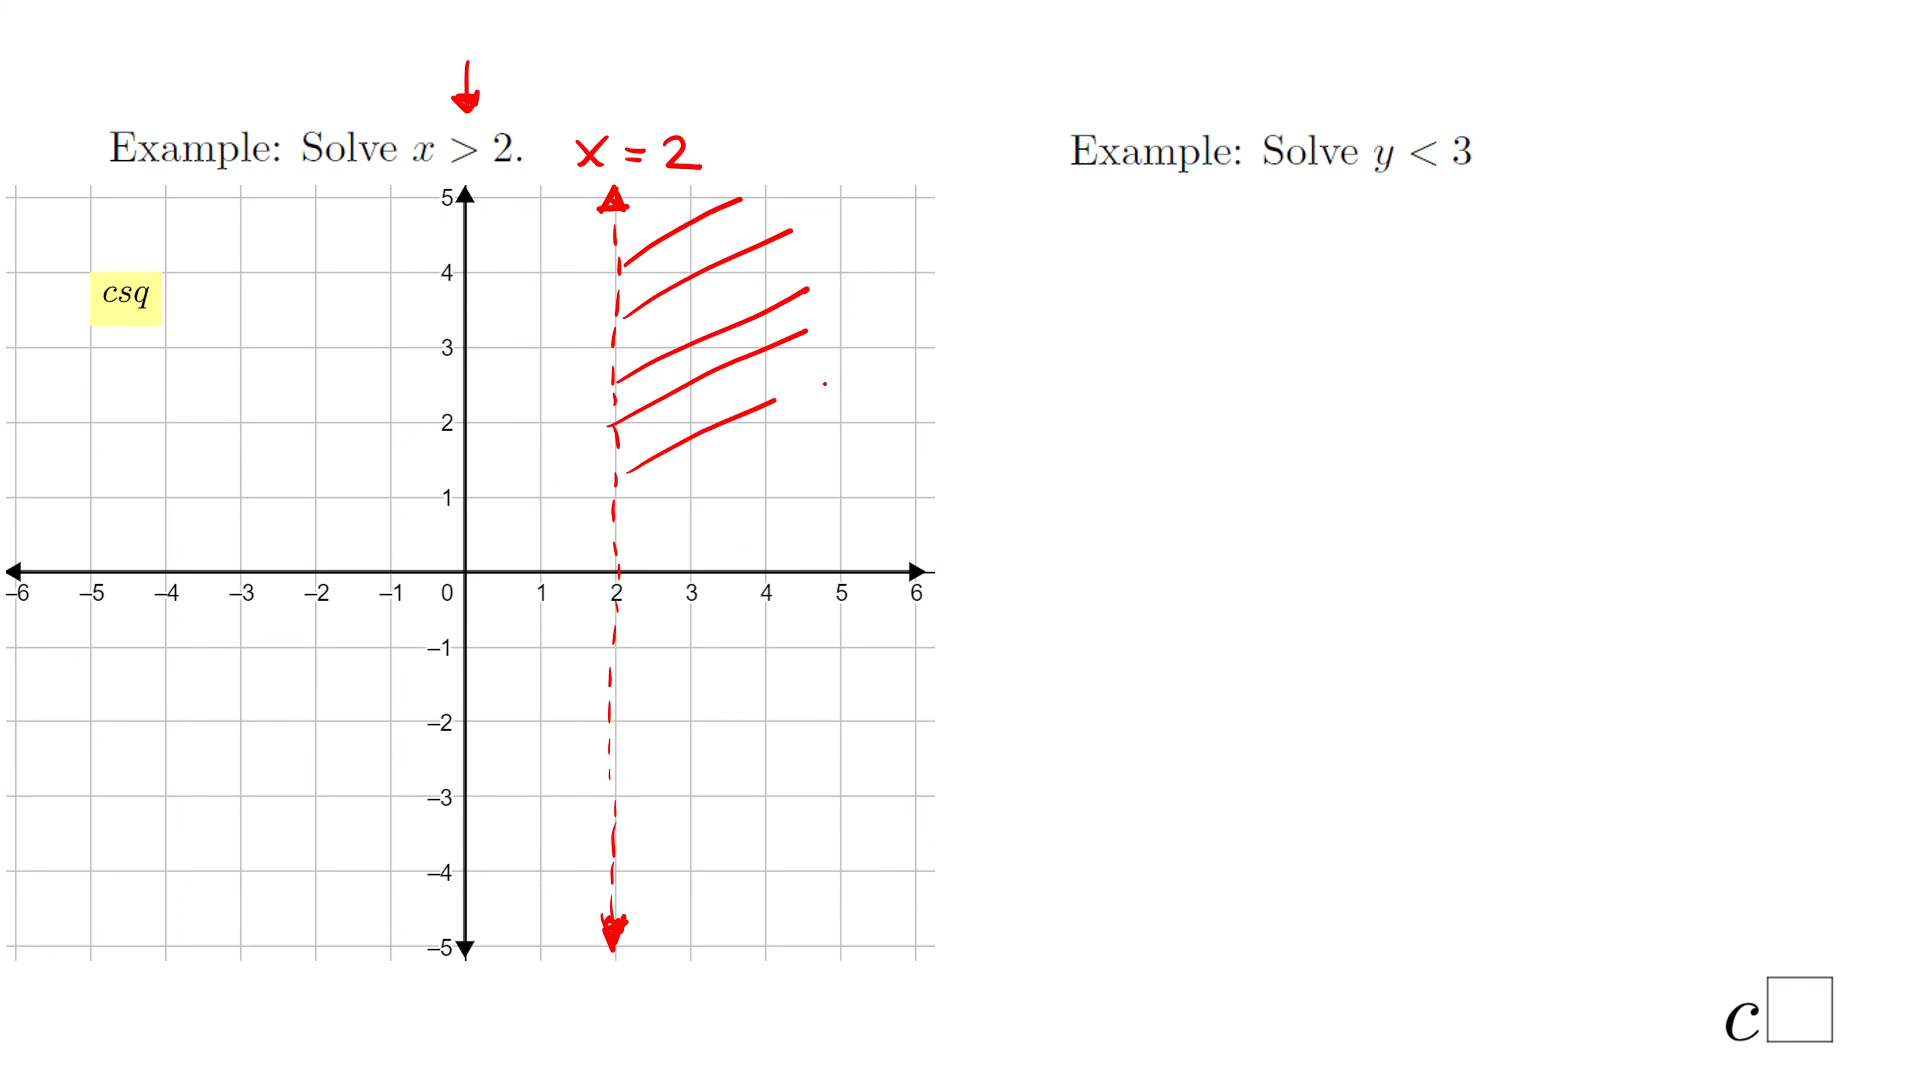 Example: Solve x > 2. x = 2
Example: Solve y < 3
csq
5
4
3
2
1
–6 –5 –4 –3 –2 –1 0 1 2 3 4 5 6
–1
–2
–3
–4
–5
c